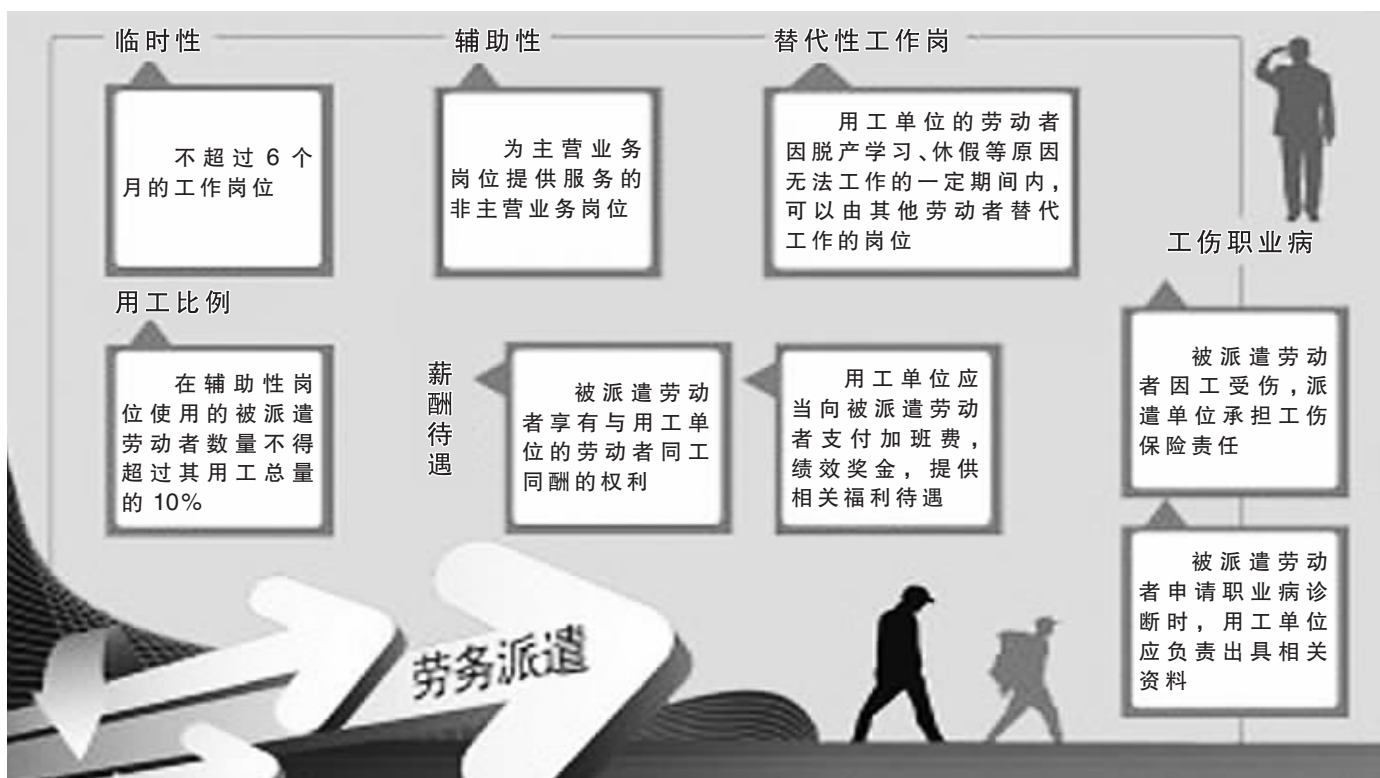 临时性
不超过 6 个
月的工作岗位
辅助性
为主营业务
岗位提供服务的
非主营业务岗位
替代性工作岗
用工单位的劳动者
因脱产学习、休假等原因
无法工作的一定期间内，
可以由其他劳动者替代
工作的岗位
用工比例
在辅助性岗
位使用的被派遣
劳动者数量不得
超过其用工总量
的 10%
薪酬待遇
被派遣劳动
者享有与用工单
位的劳动者同工
同酬的权利
用工单位应
当向被派遣劳动
者支付加班费，
绩效奖金，提供
相关福利待遇
工伤职业病
被派遣劳动
者因工受伤，派
遣单位承担工伤
保险责任
被派遣劳动
者申请职业病诊
断时，用工单位
应负责出具相关
资料
劳务派遣